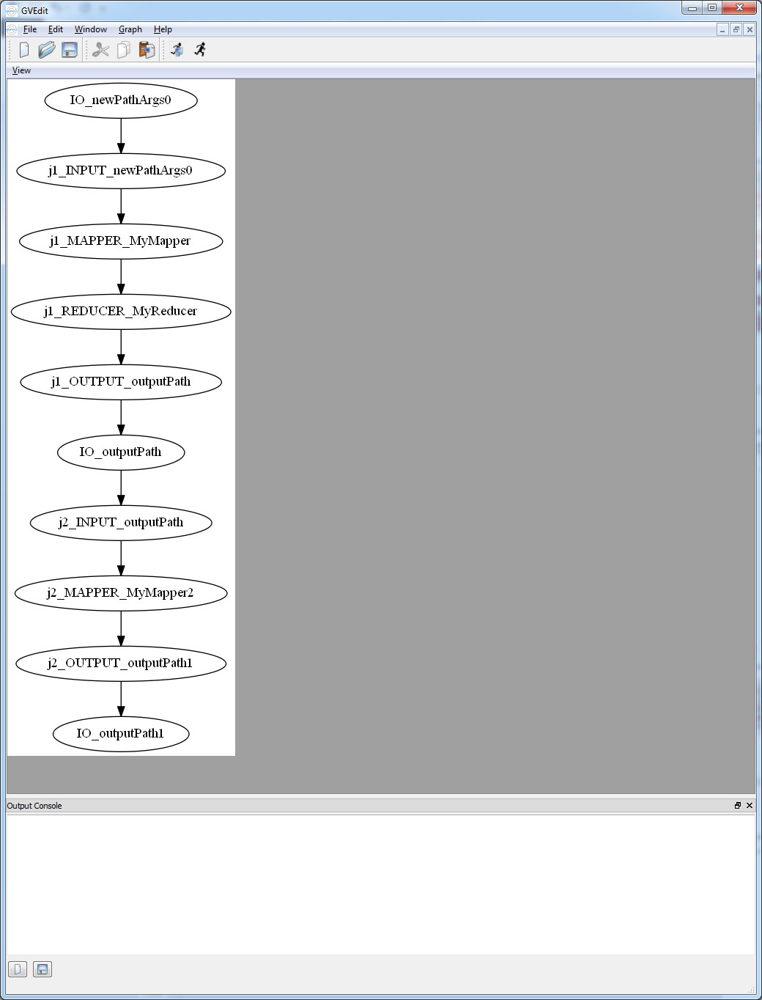 GVEdit
File Edit Window Graph Help
View
IO_newPathArgs0
j1_INPUT_newPathArgs0
j1_MAPPER_MyMapper
j1_REDUCER_MyReducer
j1_OUTPUT_outputPath
IO_outputPath
j2_INPUT_outputPath
j2_MAPPER_MyMapper2
j2_OUTPUT_outputPath1
IO_outputPath1
Output Console